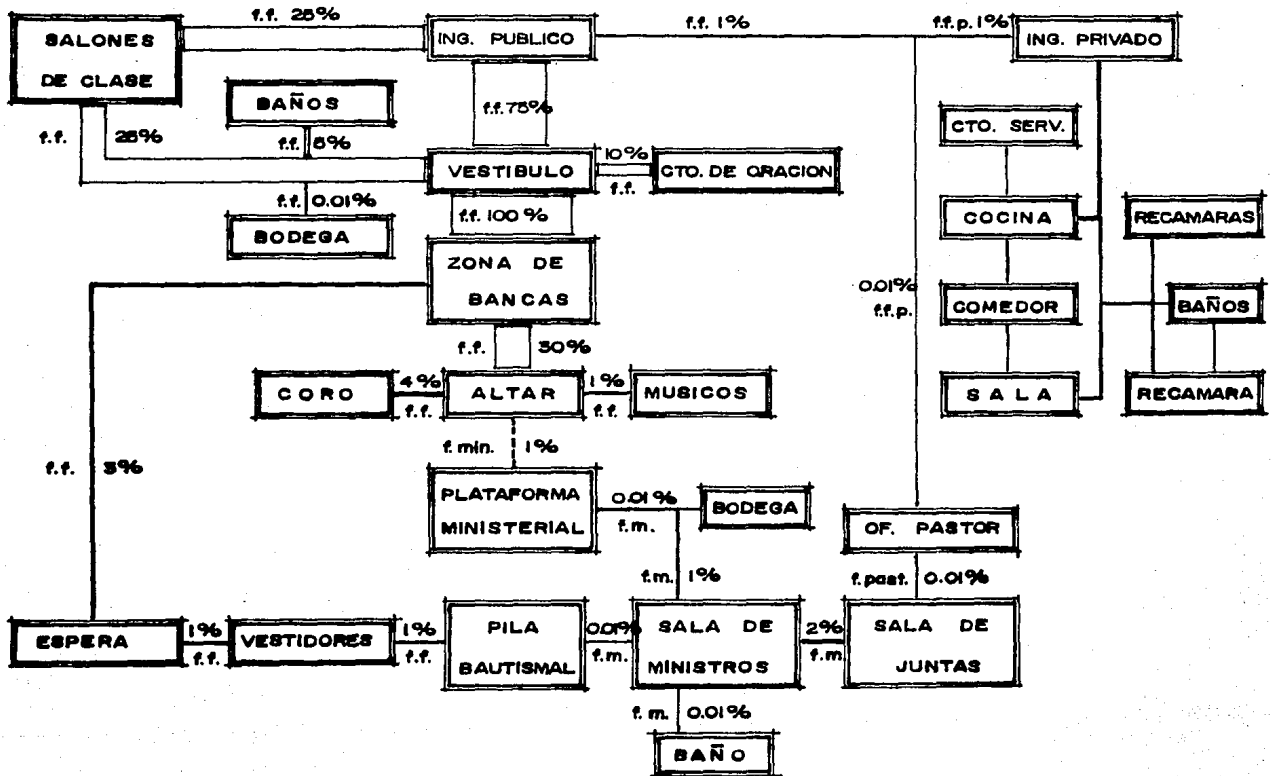 f.f. 25%
f.f. 1%
f.f.p. 1%
SALONES
DE CLASE
ING. PUBLICO
ING. PRIVADO
BAÑOS
f.f. 75%
CTO. SERV.
f.f.
25%
f.f. 5%
VESTIBULO
10%
f.f.
CTO. DE ORACION
f.f. 0.01%
f.f. 100%
BODEGA
COCINA
RECAMARAS
ZONA DE
BANCAS
0.01%
f.f.p.
COMEDOR
BAÑOS
f.f. 30%
CORO
4%
f.f.
ALTAR
1%
f.f.
MUSICOS
SALA
RECAMARA
f. min. 1%
f.f. 3%
PLATAFORMA
MINISTERIAL
0.01%
f.m.
BODEGA
OF. PASTOR
f.m. 1%
f.past. 0.01%
ESPERA
1%
f.f.
VESTIDORES
1%
f.f.
PILA
BAUTISMAL
0.01%
f.m.
SALA DE
MINISTROS
2%
f.m.
SALA DE
JUNTAS
f. m. 0.01%
BAÑO